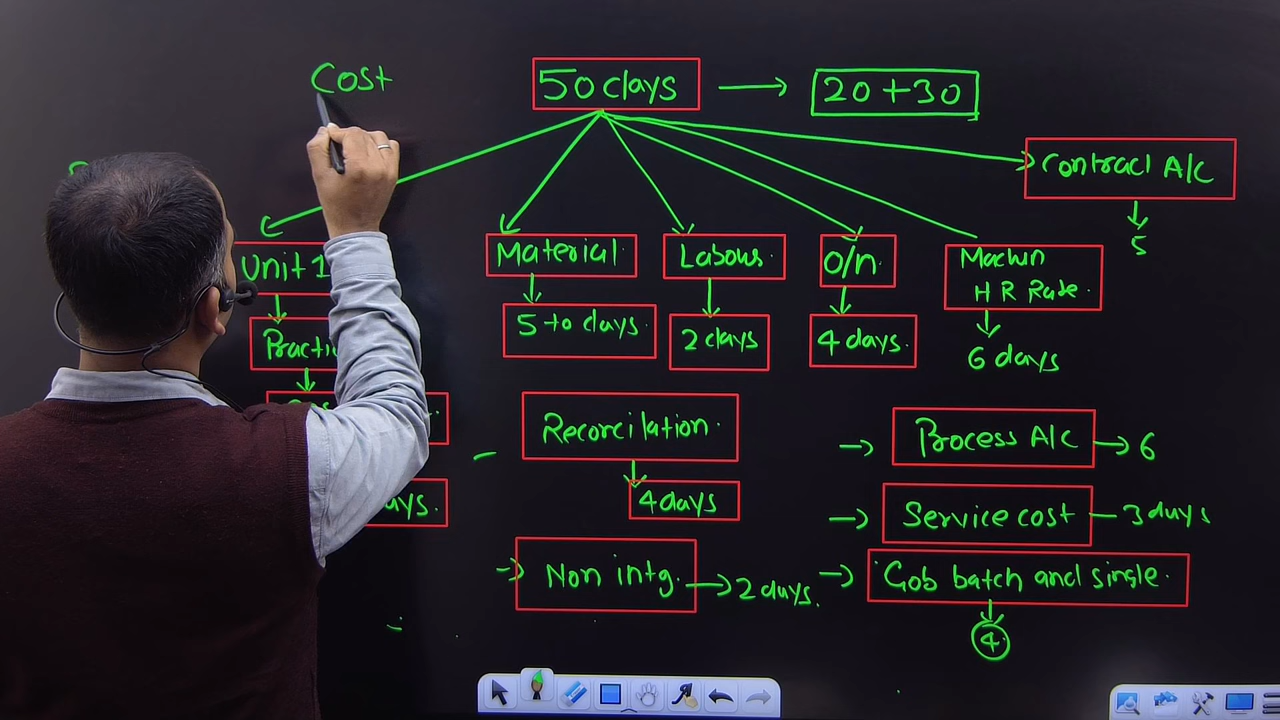 Cost
50 days → 20 + 30
Contract A/C
5
Unit 1
Material
5 to days.
Labour.
2 days
O/n.
4 days.
Machin
HR Rate.
6 days
Reconcilation.
4 days
Non intg. → 2 days.
→ Process A/C → 6
→ Service cost - 3 days
→ Gob batch and single.
4